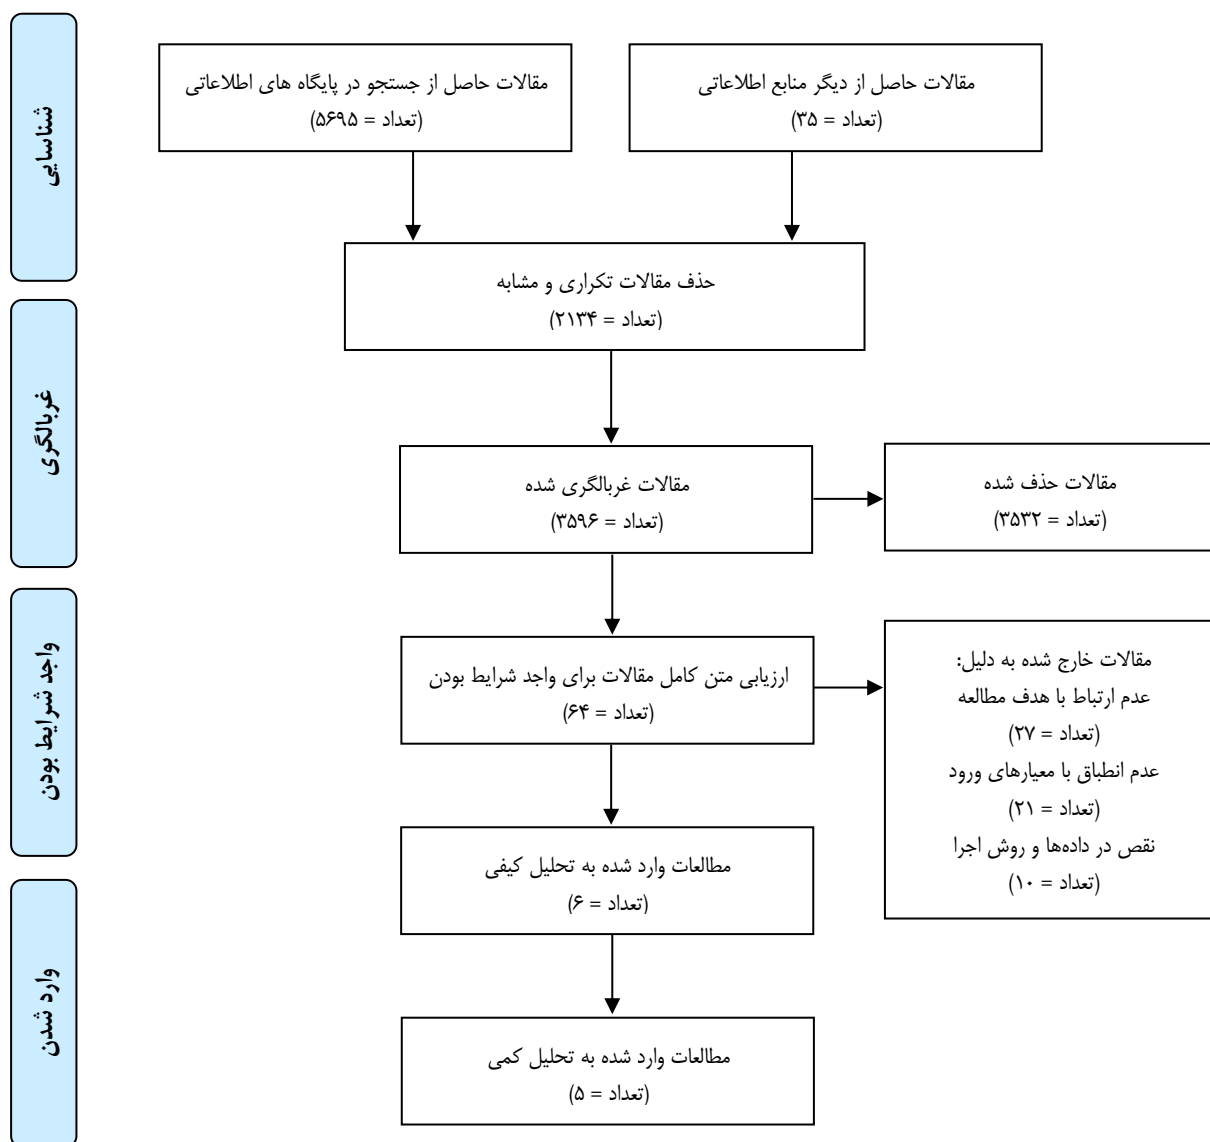 شناسایی
مقالات حاصل از دیگر منابع اطلاعاتی
(تعداد = ۳۵)
مقالات حاصل از جستجو در پایگاه های اطلاعاتی
(تعداد = ۵۶۹۵)
حذف مقالات تکراری و مشابه
(تعداد = ۲۱۳۴)
غربالگری
مقالات غربالگری شده
(تعداد = ۳۵۹۶)
مقالات حذف شده
(تعداد = ۳۵۳۲)
واجد شرایط بودن
ارزیابی متن کامل مقالات برای واجد شرایط بودن
(تعداد = ۶۴)
مقالات خارج شده به دلیل:
عدم ارتباط با هدف مطالعه
(تعداد = ۲۷)
عدم انطباق با معیارهای ورود
(تعداد = ۲۱)
نقص در داده‌ها و روش اجرا
(تعداد = ۱۰)
مطالعات وارد شده به تحلیل کیفی
(تعداد = ۶)
وارد شدن
مطالعات وارد شده به تحلیل کمی
(تعداد = ۵)